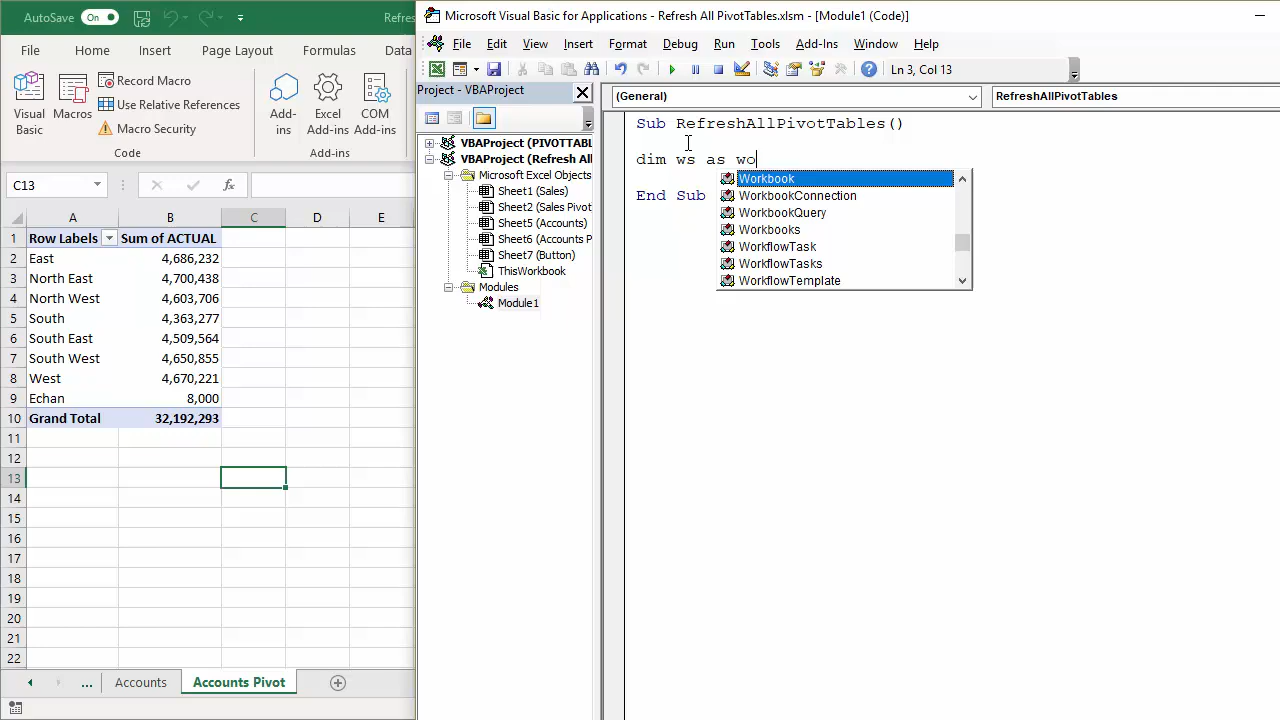 AutoSave On Refres
File Home Insert Page Layout Formulas Data
Visual Basic
Macros
Record Macro
Use Relative References
Macro Security
Code
Add-ins
Excel Add-ins
COM Add-ins
Add-ins
C13 fx
A B C D E
1 Row Labels Sum of ACTUAL
2 East 4,686,232
3 North East 4,700,438
4 North West 4,603,706
5 South 4,363,277
6 South East 4,509,564
7 South West 4,650,855
8 West 4,670,221
9 Echan 8,000
10 Grand Total 32,192,293
11
12
13
14
15
16
17
18
19
20
21
22
... Accounts Accounts Pivot
Microsoft Visual Basic for Applications - Refresh All PivotTables.xlsm - [Module1 (Code)]
File Edit View Insert Format Debug Run Tools Add-Ins Window Help
Ln 3, Col 13
Project - VBAProject
VBAProject (PIVOTTABL
VBAProject (Refresh All
Microsoft Excel Objects
Sheet1 (Sales)
Sheet2 (Sales Pivot
Sheet5 (Accounts)
Sheet6 (Accounts P
Sheet7 (Button)
ThisWorkbook
Modules
Module1
(General) RefreshAllPivotTables
Sub RefreshAllPivotTables()
dim ws as wo
Workbook
WorkbookConnection
WorkbookQuery
Workbooks
WorkflowTask
WorkflowTasks
WorkflowTemplate
End Sub